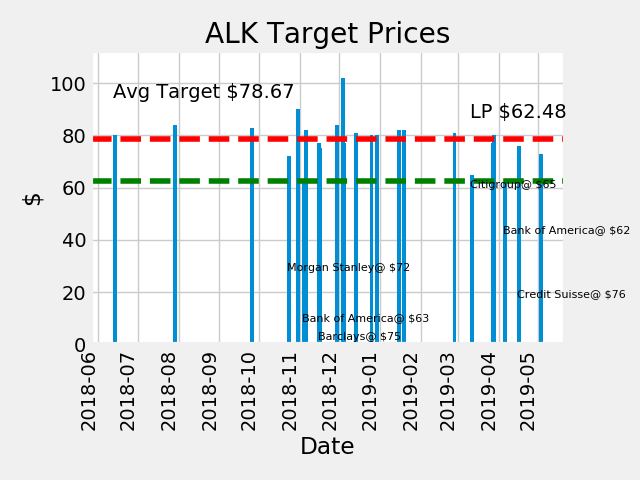 ALK Target Prices
Avg Target $78.67
LP $62.48
$
100
80
60
40
20
0
Citigroup@ $65
Bank of America@ $62
Morgan Stanley@ $72
Credit Suisse@ $76
Bank of America@ $63
Barclays@ $75
2018-06
2018-07
2018-08
2018-09
2018-10
2018-11
2018-12
2019-01
2019-02
2019-03
2019-04
2019-05
Date